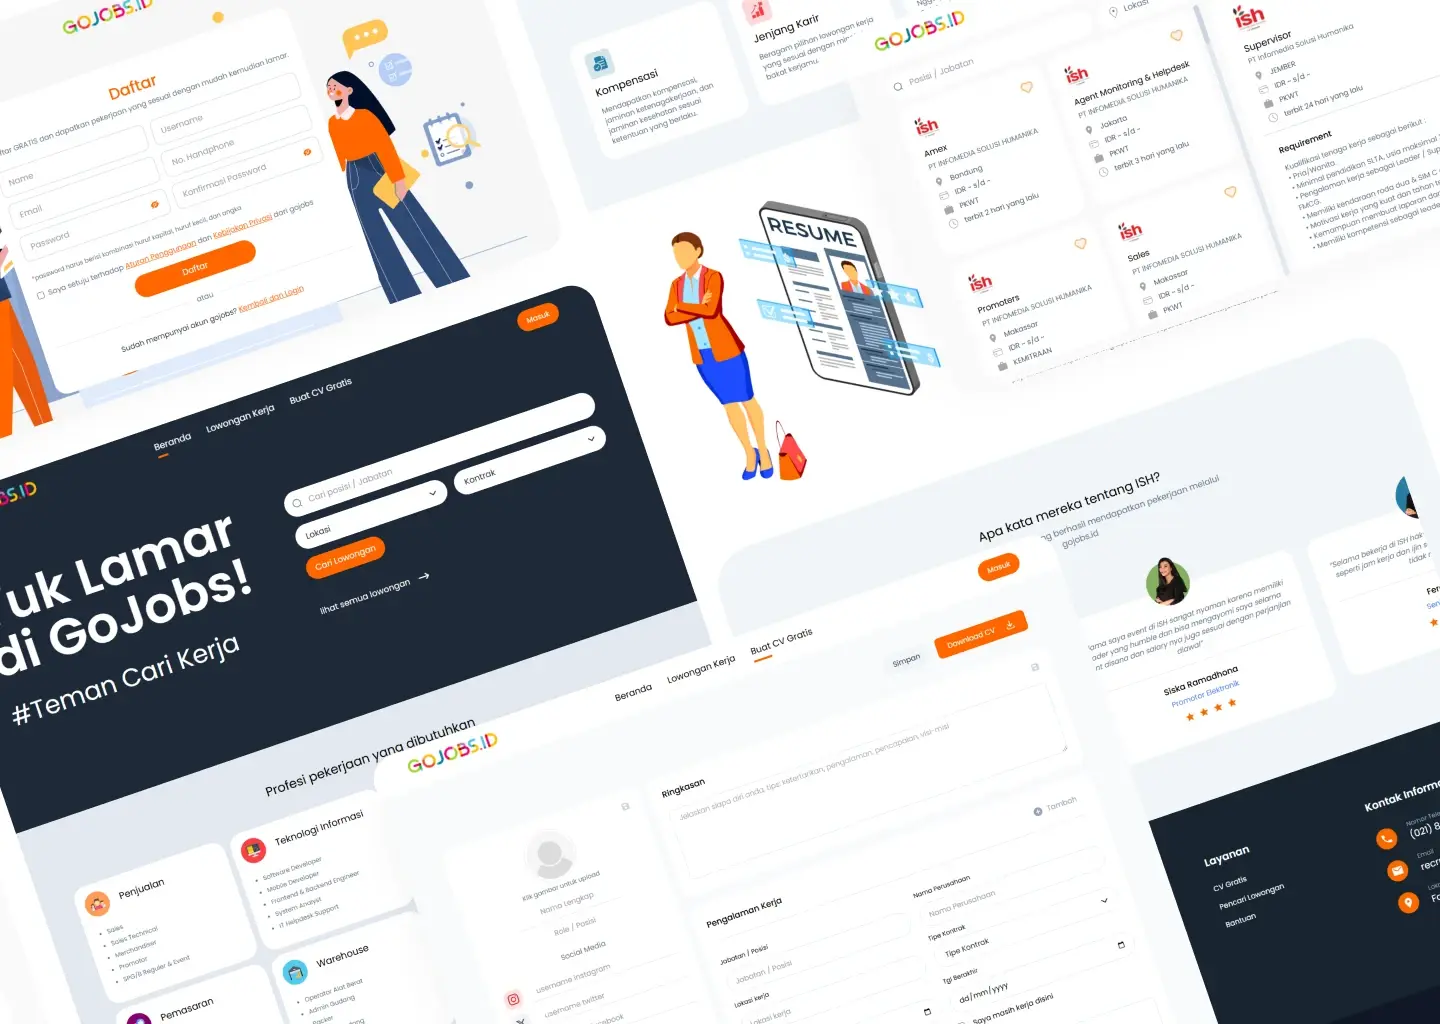 GOJOBS.ID
Daftar
ftar GRATIS dan dapatkan pekerjaan yang sesuai dengan mudah kemudian lamar.
Name
Username
Email
No. Handphone
Password
Konfirmasi Password
*password harus berisi kombinasi huruf kapital, huruf kecil, dan angka
Saya setuju terhadap Aturan Penggunaan dan Kebijakan Privasi dari gojobs
Daftar
atau
Sudah mempunyai akun gojobs? Kembali dan Login
Kompensasi
Mendapatkan kompensasi,
jaminan ketenagakerjaan, dan
jaminan kesehatan sesuai
ketentuan yang berlaku.
Jenjang Karir
Beragam pilihan lowongan kerja
yang sesuai dengan
bakat kerjamu.
GOJOBS.ID
Posisi / Jabatan
Lokasi
ish
Amex
PT INFOMEDIA SOLUSI HUMANIKA
Bandung
IDR - s/d -
PKWT
terbit 2 hari yang lalu
ish
Agent Monitoring & Helpdesk
PT INFOMEDIA SOLUSI HUMANIKA
Jakarta
IDR - s/d -
PKWT
terbit 3 hari yang lalu
ish
Promoters
PT INFOMEDIA SOLUSI HUMANIKA
Makassar
IDR - s/d -
KEMITRAAN
ish
Sales
PT INFOMEDIA SOLUSI HUMANIKA
Makassar
IDR - s/d -
PKWT
ish
Supervisor
PT Infomedia Solusi Humanika
JEMBER
IDR - s/d -
PKWT
terbit 24 hari yang lalu
Requirement
Kualifikasi tenaga kerja sebagai berikut :
• Pria/Wanita
• Minimal pendidikan SLTA, usia maksimal
• Pengalaman kerja sebagai Leader / Sup
FMCG.
• Memiliki kendaraan roda dua & SIM C
• Motivasi kerja yang kuat dan tahan
• Kemampuan membuat laporan dan
• Memiliki kompetensi sebagai leade
RESUME
Masuk
Beranda
Lowongan Kerja
Buat CV Gratis
BS.ID
uk Lamar
di GoJobs!
#Teman Cari Kerja
Cari posisi / Jabatan
Lokasi
Kontrak
Cari Lowongan
lihat semua lowongan
Profesi pekerjaan yang dibutuhkan
Penjualan
• Sales
• Sales Technical
• Merchandiser
• Promotor
• SPG/B Reguler & Event
Teknologi Informasi
• Software Developer
• Mobile Developer
• Frontend & Backend Engineer
• System Analyst
• IT Helpdesk Support
Pemasaran
Warehouse
• Operator Alat Berat
• Admin Gudang
• Packer
Apa kata mereka tentang ISH?
ng berhasil mendapatkan pekerjaan melalui
gojobs.id
ama saya event di ISH sangat nyaman karena memiliki
ader yang humble dan bisa mengayomi saya selama
nt disana dan salary nya juga sesuai dengan perjanjian
diawal"
Siska Ramadhona
Promotor Elektronik
"Selama bekerja di ISH hak
seperti jam kerja dan ijin s
tidak
Fer
Sen
Masuk
Beranda
Lowongan Kerja
Buat CV Gratis
GOJOBS.ID
Simpan
Download CV
Klik gambar untuk upload
Nama Lengkap
Role / Posisi
Social Media
username instagram
username twitter
Ringkasan
Jelaskan siapa diri anda. tips: ketertarikan, pengalaman, pencapaian, visi-misi
Tambah
Pengalaman Kerja
Jabatan / Posisi
Jabatan / Posisi
Lokasi kerja
Lokasi kerja
Nama Perusahaan
Nama Perusahaan
Tipe Kontrak
Tipe Kontrak
Tgl Berakhir
dd/mm/yyyy
Saya masih kerja disini
Layanan
CV Gratis
Pencari Lowongan
Bantuan
Kontak Informa
(021) 8
Email
recr